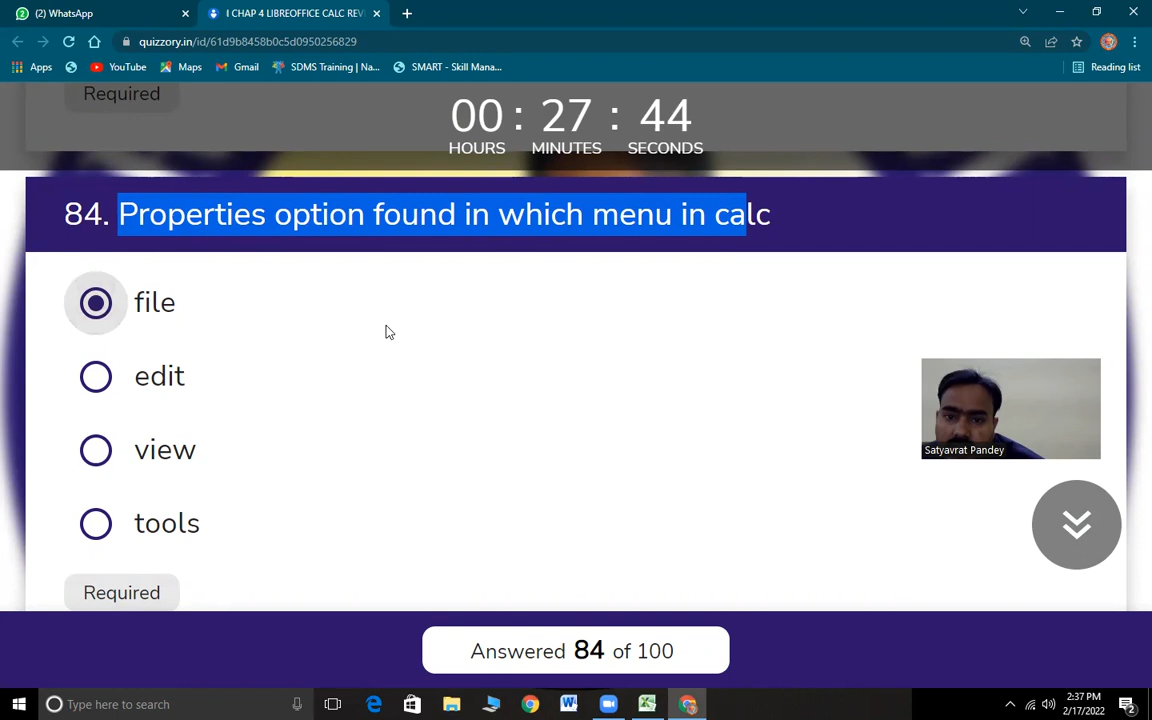 (2) WhatsApp
I CHAP 4 LIBREOFFICE CALC REV
quizzory.in/id/61d9b8458b0c5d0950256829
Apps
YouTube
Maps
Gmail
SDMS Training | Na...
SMART - Skill Mana...
Reading list
Required
00 : 27 : 44
HOURS MINUTES SECONDS
84. Properties option found in which menu in calc
file
edit
view
tools
Required
Satyavrat Pandey
Answered 84 of 100
Type here to search
2:37 PM
2/17/2022
2